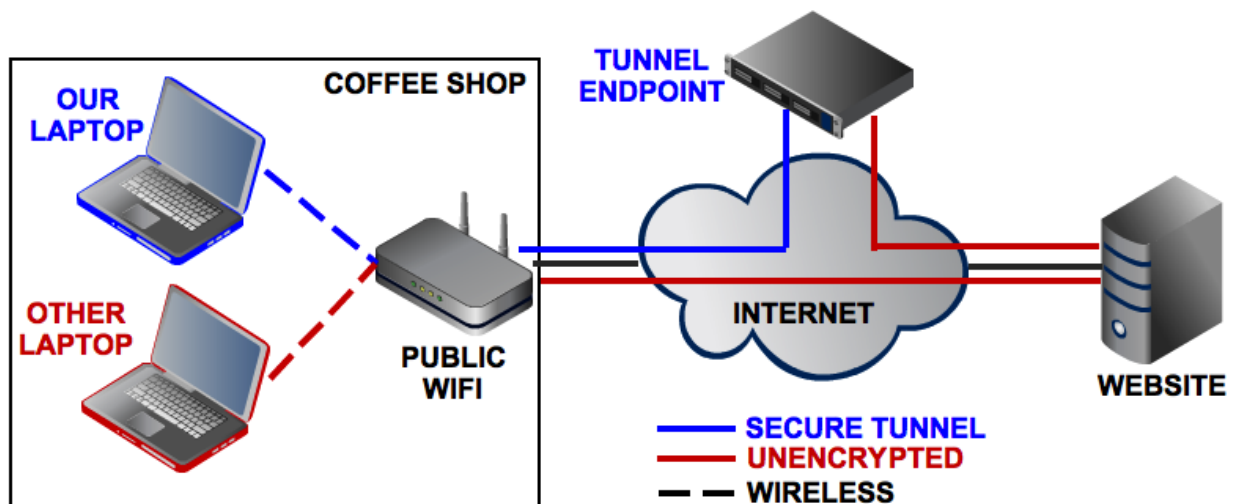 TUNNEL
ENDPOINT
COFFEE SHOP
OUR
LAPTOP
OTHER
LAPTOP
PUBLIC
WIFI
INTERNET
WEBSITE
SECURE TUNNEL
UNENCRYPTED
WIRELESS